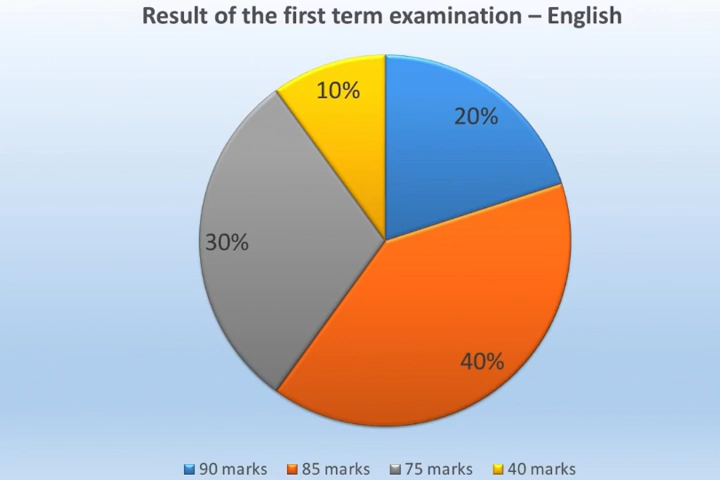 Result of the first term examination – English
10%
20%
30%
40%
90 marks 85 marks 75 marks 40 marks